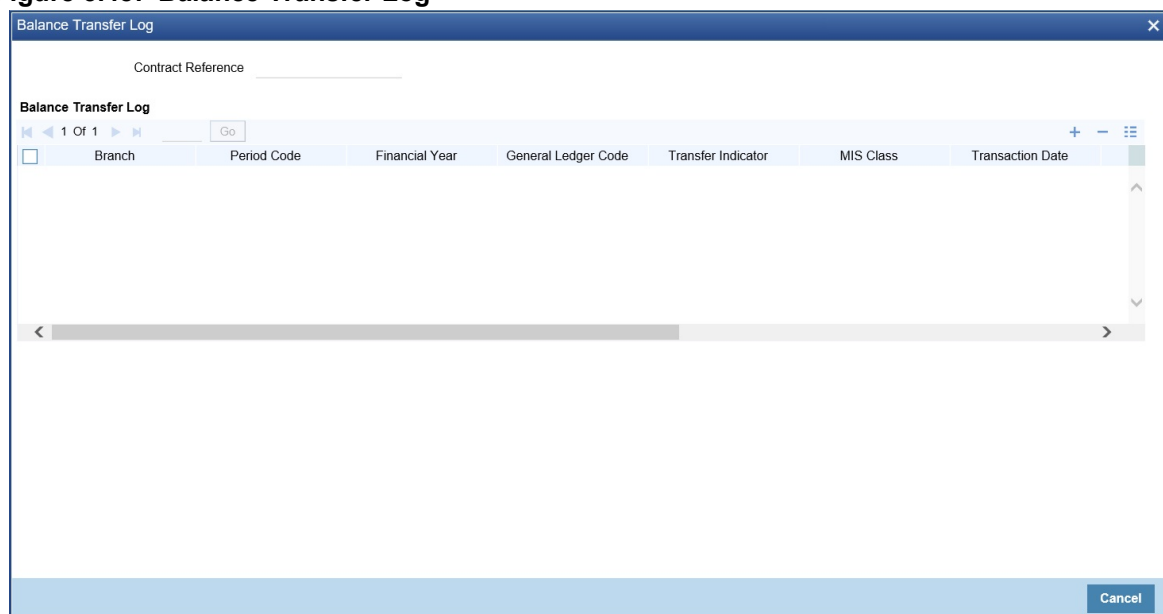 Balance Transfer Log
Contract Reference
Balance Transfer Log
1 Of 1 Go
Branch Period Code Financial Year General Ledger Code Transfer Indicator MIS Class Transaction Date
Cancel